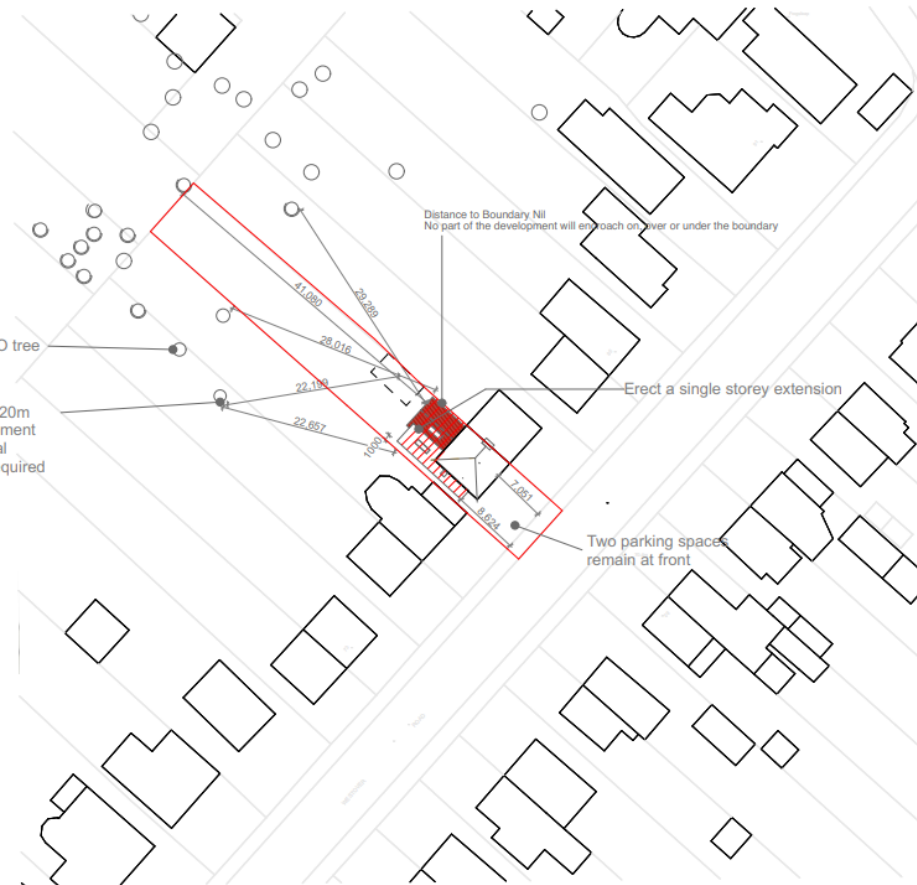 Distance to Boundary Nil
No part of the development will encroach on, over or under the boundary
41,080
29,289
28,016
O tree
22,199
Erect a single storey extension
20m
ment
al
quired
22,657
1000
7,051
8,624
Two parking spaces
remain at front